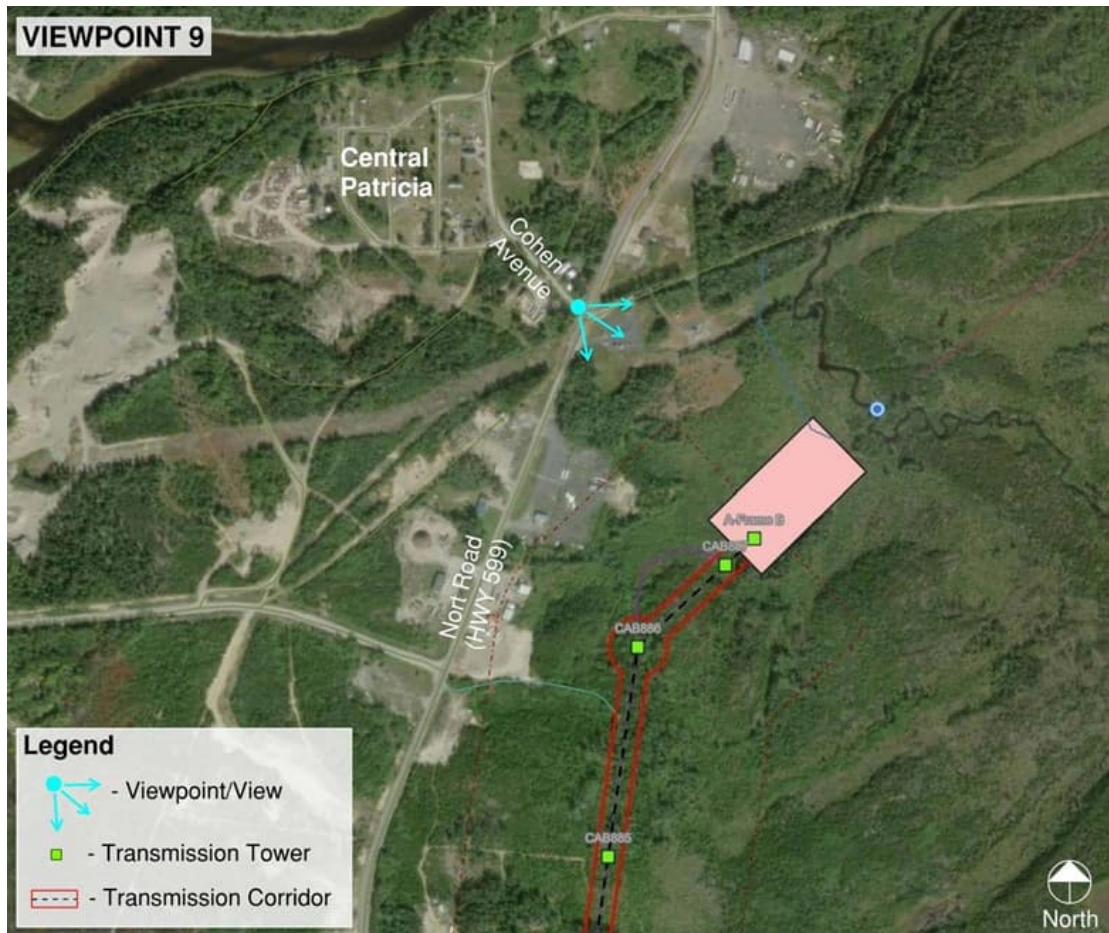 VIEWPOINT 9
Central
Patricia
Cohen
Avenue
Nort Road
(HWY 599)
A-Frame B
CAB886
CAB885
Legend
- Viewpoint/View
- Transmission Tower
- Transmission Corridor
North